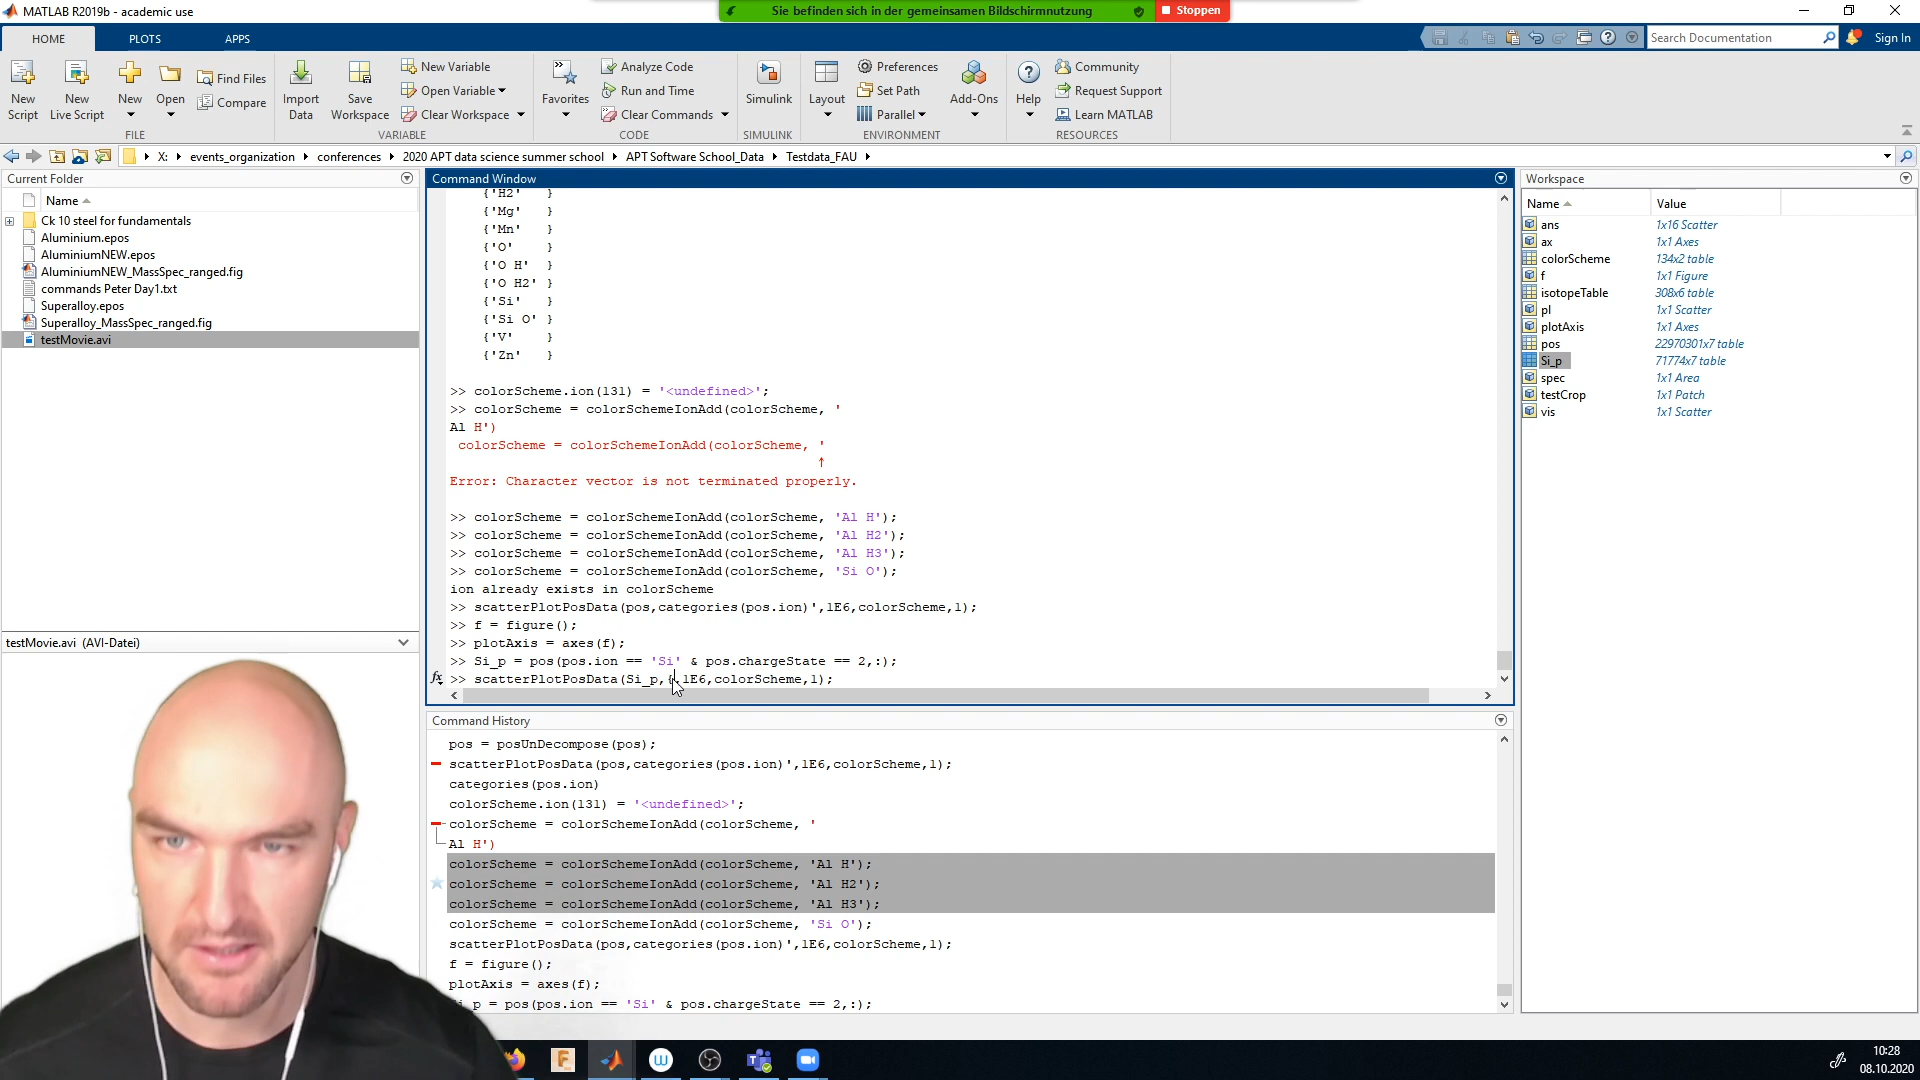 MATLAB R2019b - academic use
Sie befinden sich in der gemeinsamen Bildschirmnutzung
Stoppen
HOME
PLOTS
APPS
Search Documentation
Sign In
New Script
New Live Script
New
Open
Find Files
Compare
FILE
Import Data
Save Workspace
New Variable
Open Variable
Clear Workspace
VARIABLE
Favorites
Analyze Code
Run and Time
Clear Commands
CODE
Simulink
SIMULINK
Layout
Preferences
Set Path
Parallel
Add-Ons
ENVIRONMENT
Help
Community
Request Support
Learn MATLAB
RESOURCES
X: events_organization conferences 2020 APT data science summer school APT Software School_Data Testdata_FAU
Current Folder
Name
Ck 10 steel for fundamentals
Aluminium.epos
AluminiumNEW.epos
AluminiumNEW_MassSpec_ranged.fig
commands Peter Day1.txt
Superalloy.epos
Superalloy_MassSpec_ranged.fig
testMovie.avi
testMovie.avi (AVI-Datei)
Command Window
{'H2' }
{'Mg' }
{'Mn' }
{'O' }
{'O H' }
{'O H2' }
{'Si' }
{'Si O' }
{'V' }
{'Zn' }
>> colorScheme.ion(131) = '<undefined>';
>> colorScheme = colorSchemeIonAdd(colorScheme, '
Al H')
colorScheme = colorSchemeIonAdd(colorScheme, '
↑
Error: Character vector is not terminated properly.
>> colorScheme = colorSchemeIonAdd(colorScheme, 'Al H');
>> colorScheme = colorSchemeIonAdd(colorScheme, 'Al H2');
>> colorScheme = colorSchemeIonAdd(colorScheme, 'Al H3');
>> colorScheme = colorSchemeIonAdd(colorScheme, 'Si O');
ion already exists in colorScheme
>> scatterPlotPosData(pos,categories(pos.ion)',1E6,colorScheme,1);
>> f = figure();
>> plotAxis = axes(f);
>> Si_p = pos(pos.ion == 'Si' & pos.chargeState == 2,:);
fx >> scatterPlotPosData(Si_p,{,1E6,colorScheme,1);
Command History
pos = posUnDecompose(pos);
scatterPlotPosData(pos,categories(pos.ion)',1E6,colorScheme,1);
categories(pos.ion)
colorScheme.ion(131) = '<undefined>';
colorScheme = colorSchemeIonAdd(colorScheme, '
Al H')
colorScheme = colorSchemeIonAdd(colorScheme, 'Al H');
colorScheme = colorSchemeIonAdd(colorScheme, 'Al H2');
colorScheme = colorSchemeIonAdd(colorScheme, 'Al H3');
colorScheme = colorSchemeIonAdd(colorScheme, 'Si O');
scatterPlotPosData(pos,categories(pos.ion)',1E6,colorScheme,1);
f = figure();
plotAxis = axes(f);
= pos(pos.ion == 'Si' & pos.chargeState == 2,:);
Workspace
Name Value
ans 1x16 Scatter
ax 1x1 Axes
colorScheme 134x2 table
f 1x1 Figure
isotopeTable 308x6 table
pl 1x1 Scatter
plotAxis 1x1 Axes
pos 22970301x7 table
Si_p 71774x7 table
spec 1x1 Area
testCrop 1x1 Patch
vis 1x1 Scatter
10:28
08.10.2020